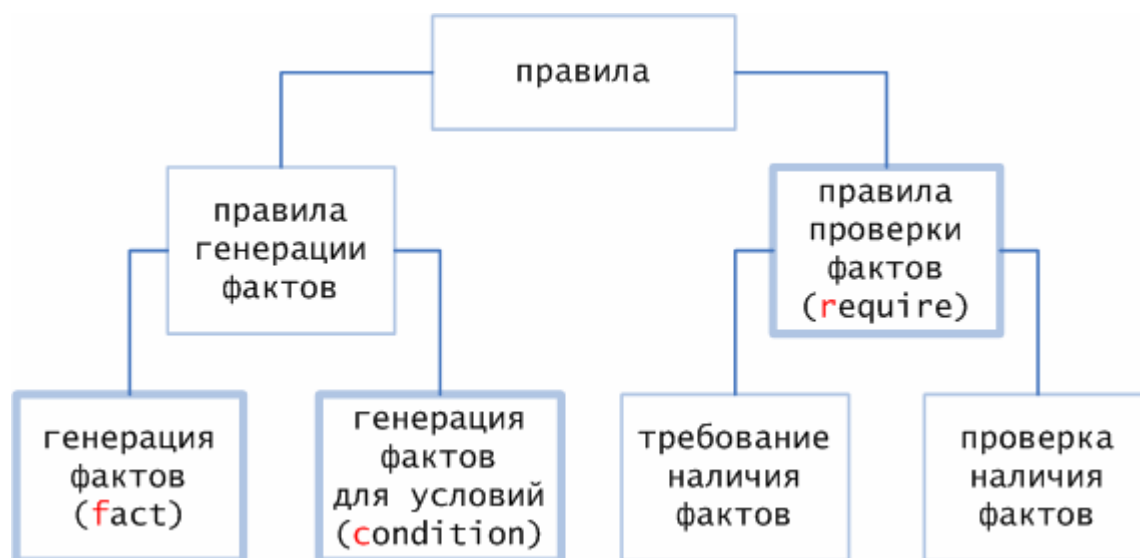 правила
правила
генерации
фактов
правила
проверки
фактов
(require)
генерация
фактов
(fact)
генерация
фактов
для условий
(condition)
требование
наличия
фактов
проверка
наличия
фактов